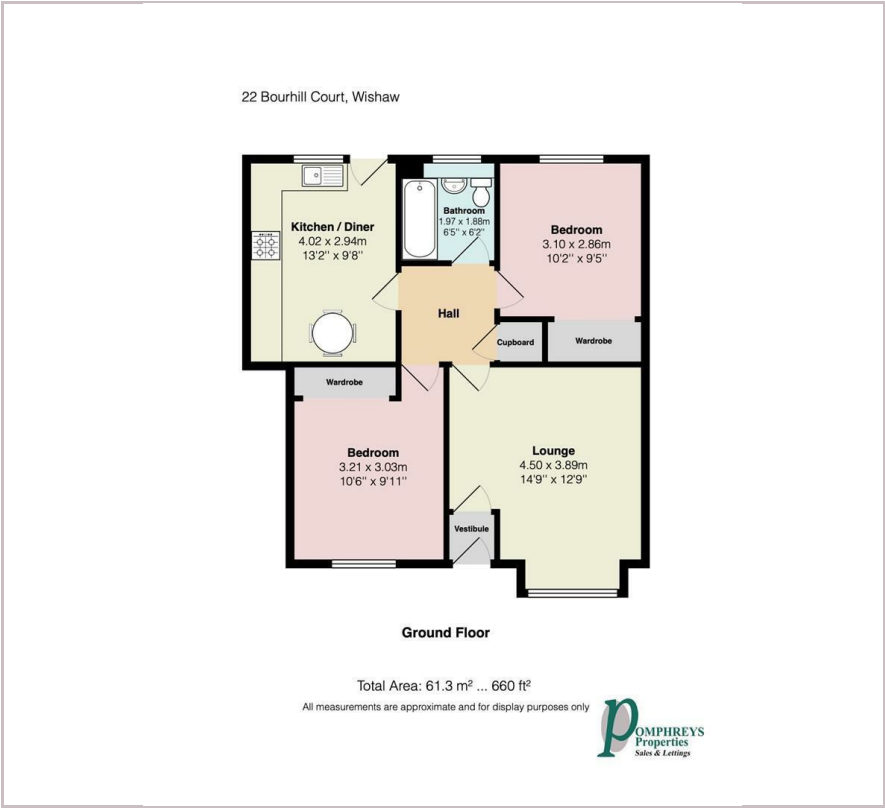 22 Bourhill Court, Wishaw
Kitchen / Diner
4.02 x 2.94m
13'2'' x 9'8''
Bathroom
1.97 x 1.88m
6'5'' x 6'2''
Bedroom
3.10 x 2.86m
10'2'' x 9'5''
Hall
Cupboard
Wardrobe
Wardrobe
Bedroom
3.21 x 3.03m
10'6'' x 9'11''
Lounge
4.50 x 3.89m
14'9'' x 12'9''
Vestibule
Ground Floor
Total Area: 61.3 m² ... 660 ft²
All measurements are approximate and for display purposes only
POMPHREYS
Properties
Sales & Lettings